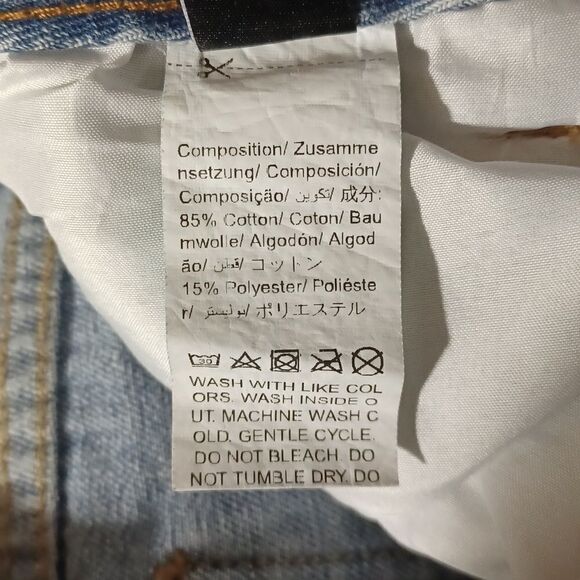 Composition/ Zusamme
nsetzung/ Composición/
Composição/ تكوين/ 成分:
85% Cotton/ Coton/ Bau
mwolle/ Algodón/ Algod
ão/ قطن/ コットン
15% Polyester/ Poliéste
r/ بوليستر/ ポリエステル
30
WASH WITH LIKE COL
ORS. WASH INSIDE O
UT. MACHINE WASH C
OLD. GENTLE CYCLE.
DO NOT BLEACH. DO
NOT TUMBLE DRY. DO